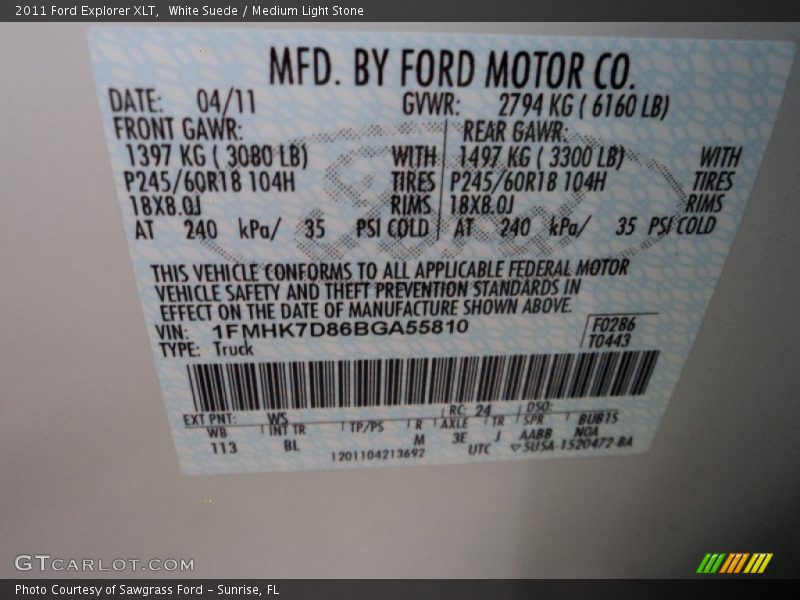 2011 Ford Explorer XLT,  White Suede / Medium Light Stone
MFD. BY FORD MOTOR CO.
DATE: 04/11 GVWR: 2794 KG ( 6160 LB)
FRONT GAWR: REAR GAWR:
1397 KG ( 3080 LB) WITH 1497 KG ( 3300 LB) WITH
P245/60R18 104H TIRES P245/60R18 104H TIRES
18X8.0J RIMS 18X8.0J RIMS
AT 240 kPa/ 35 PSI COLD AT 240 kPa/ 35 PSI COLD
THIS VEHICLE CONFORMS TO ALL APPLICABLE FEDERAL MOTOR
VEHICLE SAFETY AND THEFT PREVENTION STANDARDS IN
EFFECT ON THE DATE OF MANUFACTURE SHOWN ABOVE.
VIN: 1FMHK7D86BGA55810 F0286
TYPE: Truck T0443
EXT PNT: WS RC: 24 DSO:
WB INT TR TP/PS R AXLE TR SPR BUBTS
113 BL M 3E J AABB NOA
1201104213692 UTC 5U5A-1520472-BA
GTCARLOT.COM
Photo Courtesy of Sawgrass Ford - Sunrise, FL